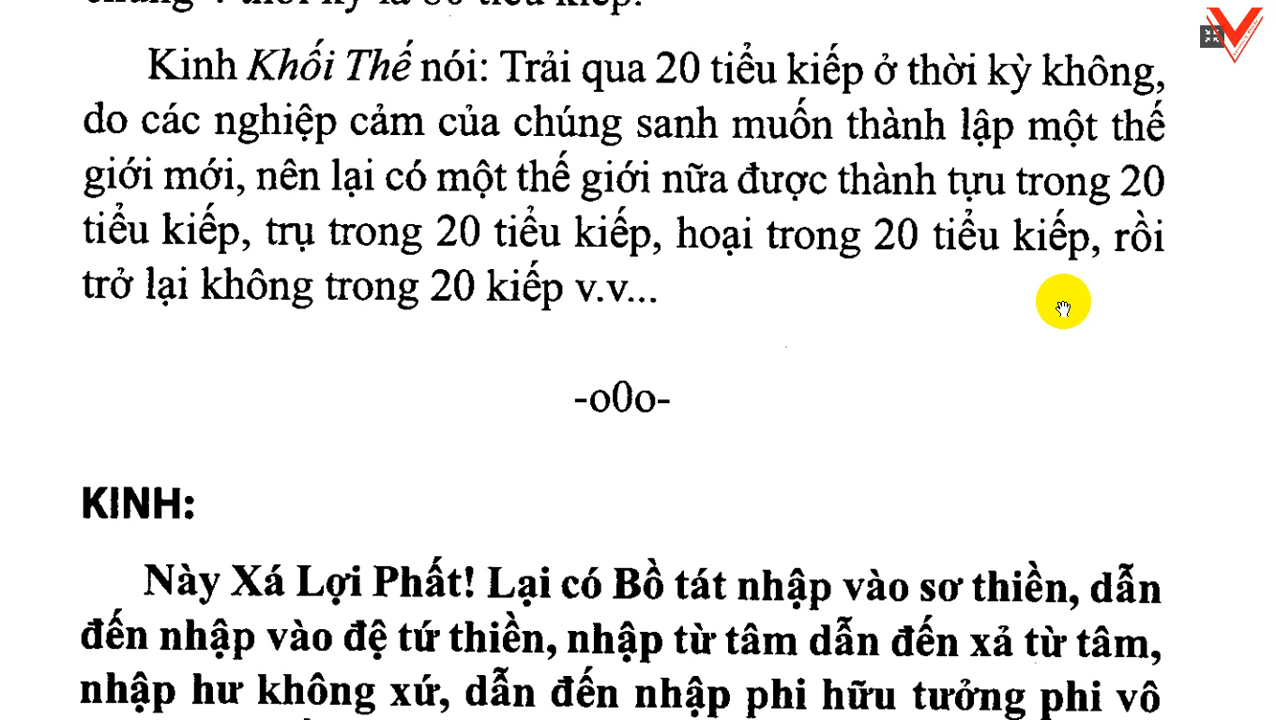 Kinh Khối Thế nói: Trải qua 20 tiểu kiếp ở thời kỳ không,
do các nghiệp cảm của chúng sanh muốn thành lập một thế
giới mới, nên lại có một thế giới nữa được thành tựu trong 20
tiểu kiếp, trụ trong 20 tiểu kiếp, hoại trong 20 tiểu kiếp, rồi
trở lại không trong 20 kiếp v.v...
-o0o-
KINH:
Này Xá Lợi Phất! Lại có Bồ tát nhập vào sơ thiền, dẫn
đến nhập vào đệ tứ thiền, nhập từ tâm dẫn đến xả từ tâm,
nhập hư không xứ, dẫn đến nhập phi hữu tưởng phi vô